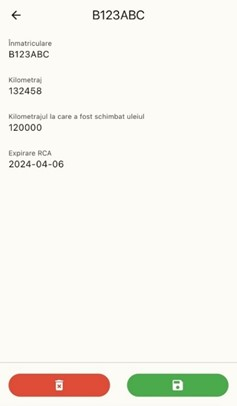 B123ABC
Înmatriculare
B123ABC
Kilometraj
132458
Kilometrajul la care a fost schimbat uleiul
120000
Expirare RCA
2024-04-06